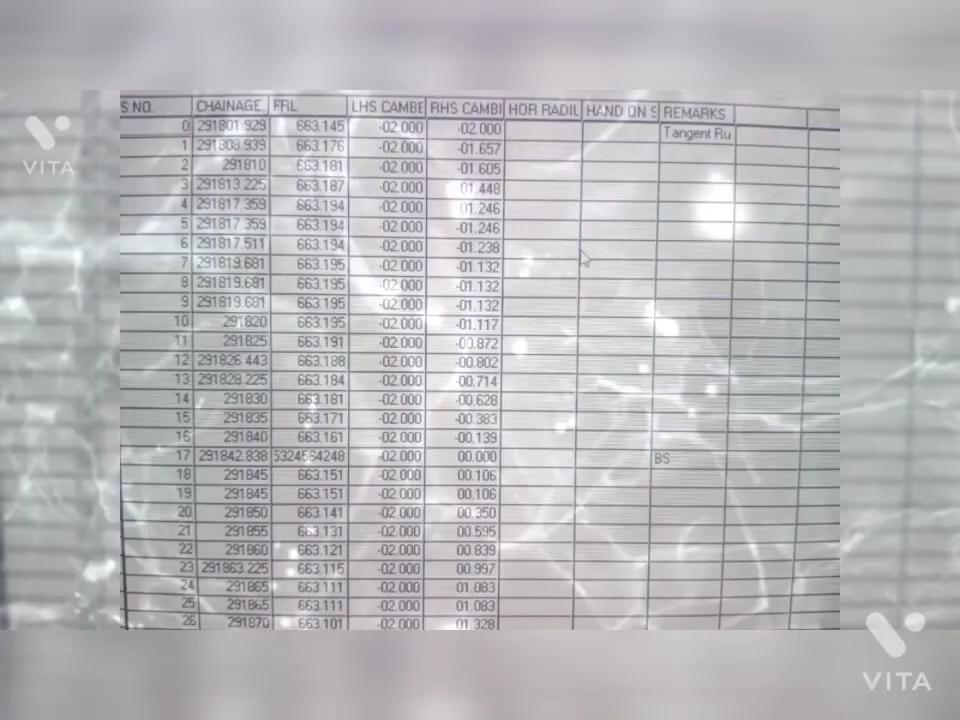 S NO. CHAINAGE FRL LHS CAMBE RHS CAMBI HOR RADIL HAND ON S REMARKS
0 291801.929 663.145 -02.000 -02.000 Tangent Ru
1 291808.939 663.176 -02.000 -01.657
2 291810 663.181 -02.000 -01.605
3 291813.225 663.187 -02.000 -01.448
4 291817.359 663.194 -02.000 -01.246
5 291817.359 663.194 -02.000 -01.246
6 291817.511 663.194 -02.000 -01.238
7 291819.681 663.195 -02.000 -01.132
8 291819.681 663.195 -02.000 -01.132
9 291819.681 663.195 -02.000 -01.132
10 291820 663.195 -02.000 -01.117
11 291825 663.191 -02.000 -00.872
12 291826.443 663.188 -02.000 -00.802
13 291828.225 663.184 -02.000 -00.714
14 291830 663.181 -02.000 -00.628
15 291835 663.171 -02.000 -00.383
16 291840 663.161 -02.000 -00.139
17 291842.838 5324564248 -02.000 00.000 BS
18 291845 663.151 -02.000 00.106
19 291845 663.151 -02.000 00.106
20 291850 663.141 -02.000 00.350
21 291855 663.131 -02.000 00.595
22 291860 663.121 -02.000 00.839
23 291863.225 663.115 -02.000 00.997
24 291865 663.111 -02.000 01.083
25 291865 663.111 -02.000 01.083
26 291870 663.101 -02.000 01.328
VITA
VITA